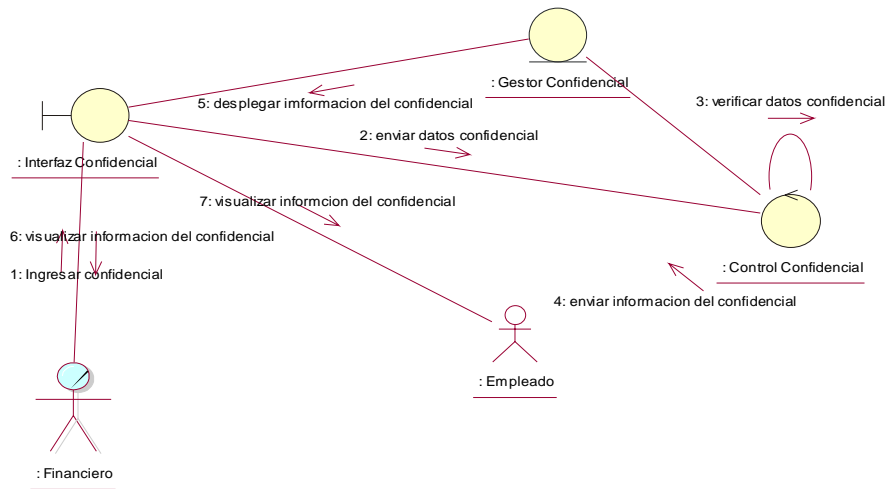 : Gestor Confidencial
5: desplegar imformacion del confidencial
3: verificar datos confidencial
2: enviar datos confidencial
: Interfaz Confidencial
7: visualizar informcion del confidencial
6: visualizar informacion del confidencial
1: Ingresar confidencial
: Control Confidencial
4: enviar informacion del confidencial
: Empleado
: Financiero